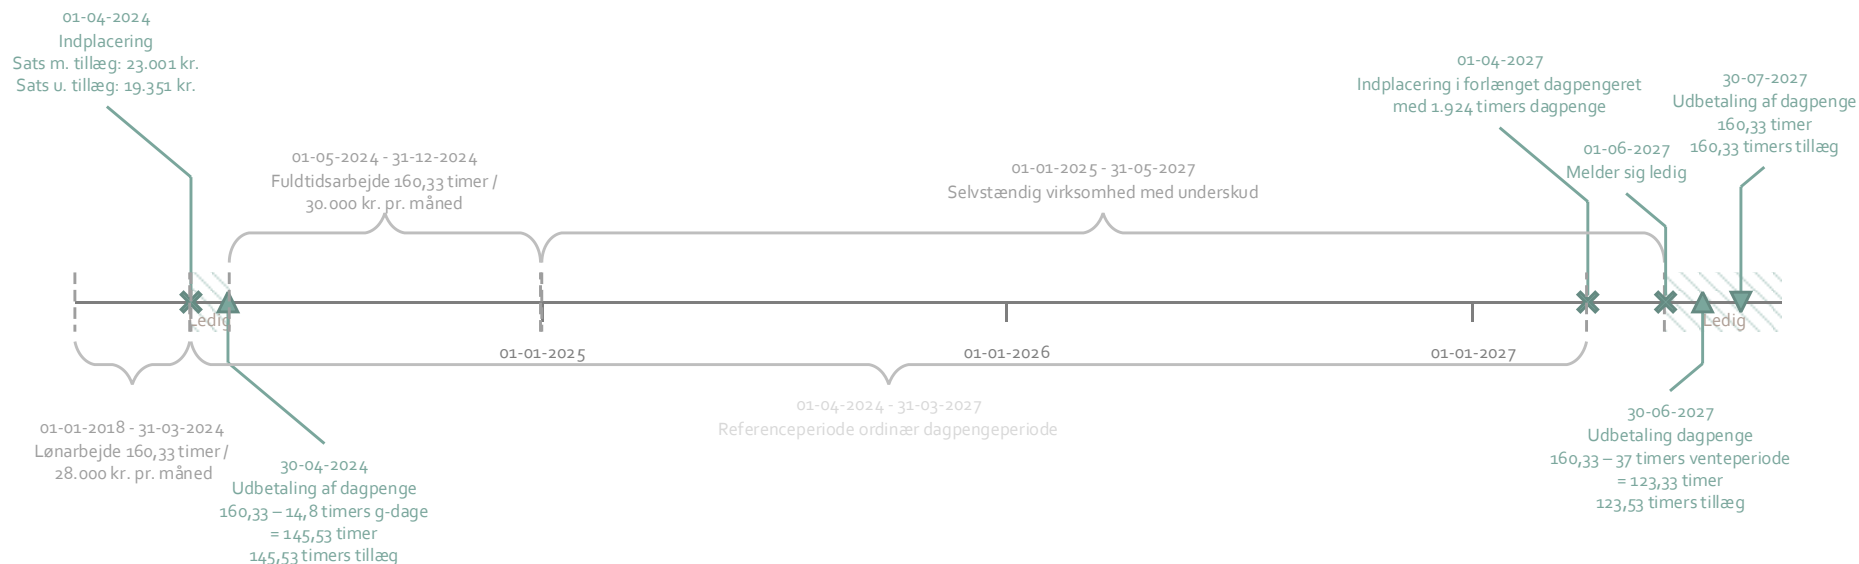 01-04-2024
Indplacering
Sats m. tillæg: 23.001 kr.
Sats u. tillæg: 19.351 kr.
01-05-2024 - 31-12-2024
Fuldtidsarbejde 160,33 timer /
30.000 kr. pr. måned
01-01-2025 - 31-05-2027
Selvstændig virksomhed med underskud
01-04-2027
Indplacering i forlænget dagpengeret
med 1.924 timers dagpenge
01-06-2027
Melder sig ledig
30-07-2027
Udbetaling af dagpenge
160,33 timer
160,33 timers tillæg
Ledig
Ledig
01-01-2025
01-01-2026
01-01-2027
01-01-2018 - 31-03-2024
Lønarbejde 160,33 timer /
28.000 kr. pr. måned
30-04-2024
Udbetaling af dagpenge
160,33 – 14,8 timers g-dage
= 145,53 timer
145,53 timers tillæg
01-04-2024 - 31-03-2027
Referenceperiode ordinær dagpengeperiode
30-06-2027
Udbetaling dagpenge
160,33 – 37 timers venteperiode
= 123,33 timer
123,53 timers tillæg